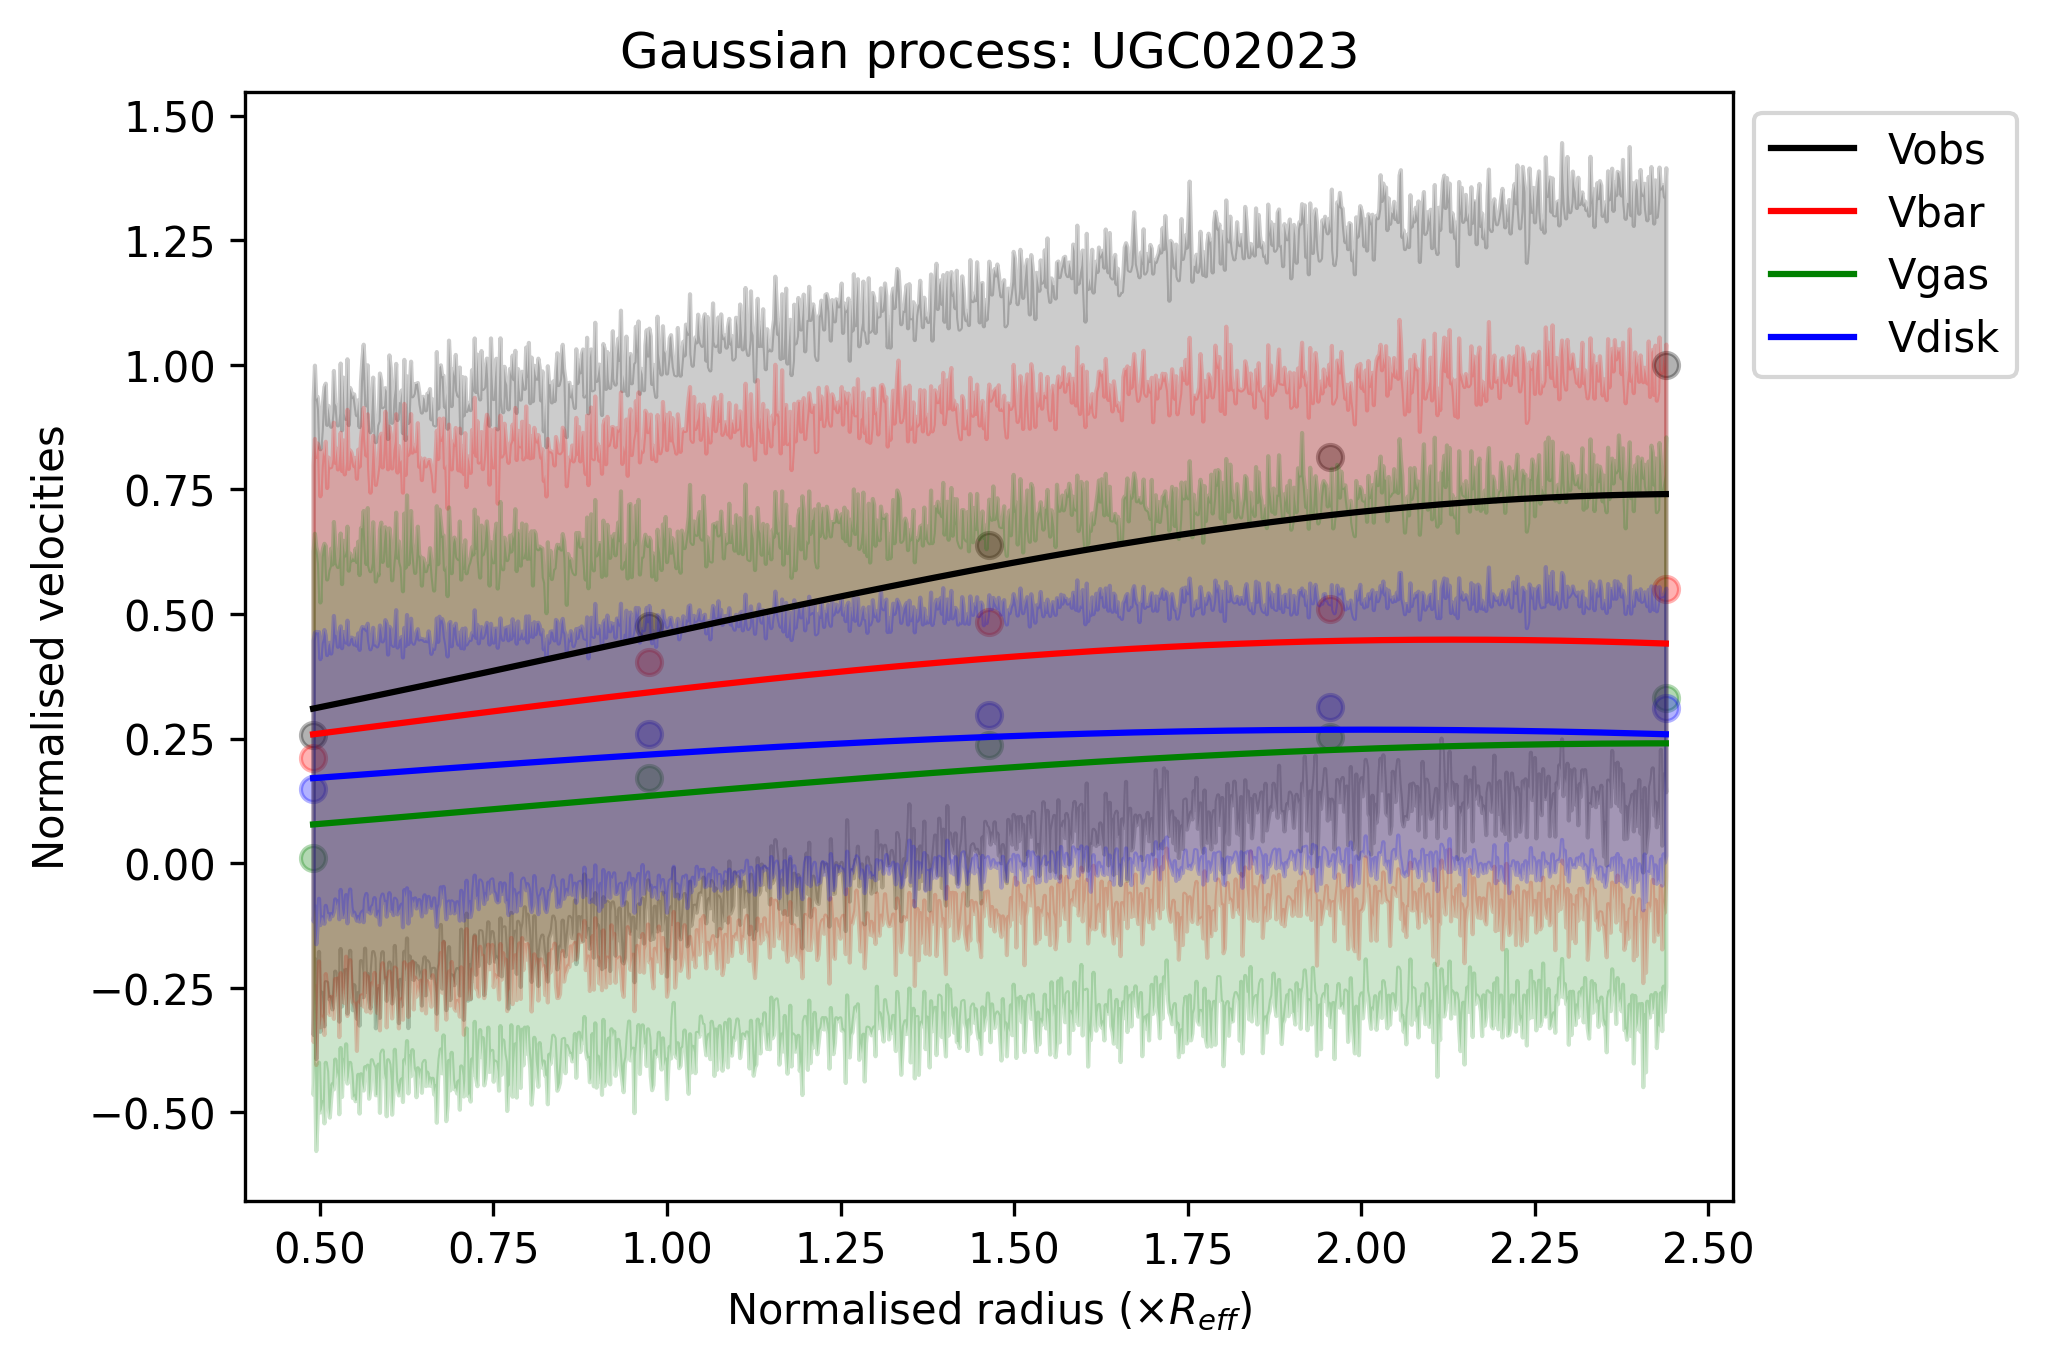 Gaussian process: UGC02023
Vobs
Vbar
Vgas
Vdisk
Normalised velocities
1.50
1.25
1.00
0.75
0.50
0.25
0.00
−0.25
−0.50
0.50 0.75 1.00 1.25 1.50 1.75 2.00 2.25 2.50
Normalised radius (×R_eff)